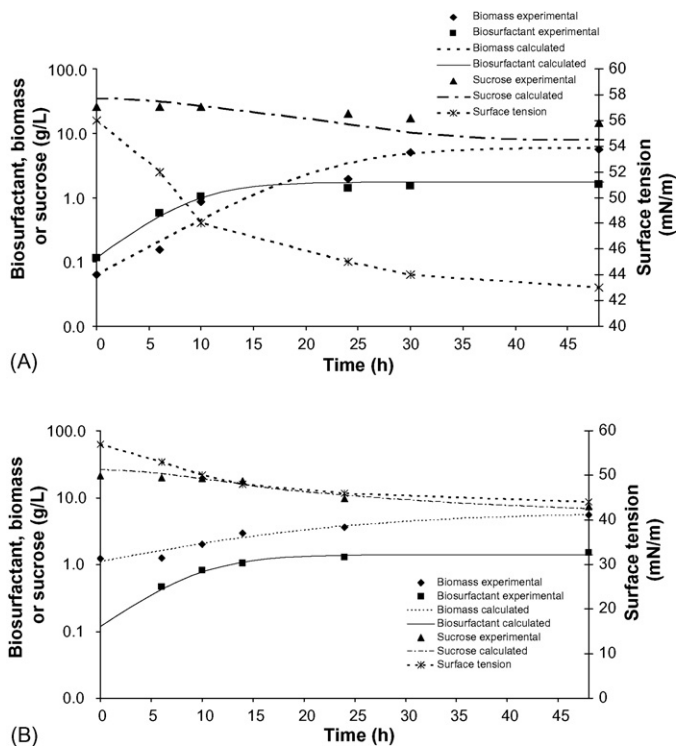 Biomass experimental
Biosurfactant experimental
Biomass calculated
Biosurfactant calculated
Sucrose experimental
Sucrose calculated
Surface tension
100.0
10.0
1.0
0.1
0.0
Biosurfactant, biomass
or sucrose (g/L)
60
58
56
54
52
50
48
46
44
42
40
Surface tension
(mN/m)
0 5 10 15 20 25 30 35 40 45
Time (h)
(A)
100.0
10.0
1.0
0.1
0.0
Biosurfactant, biomass
or sucrose (g/L)
60
50
40
30
20
10
0
Surface tension
(mN/m)
Biomass experimental
Biosurfactant experimental
Biomass calculated
Biosurfactant calculated
Sucrose experimental
Sucrose calculated
Surface tension
0 5 10 15 20 25 30 35 40 45
Time (h)
(B)